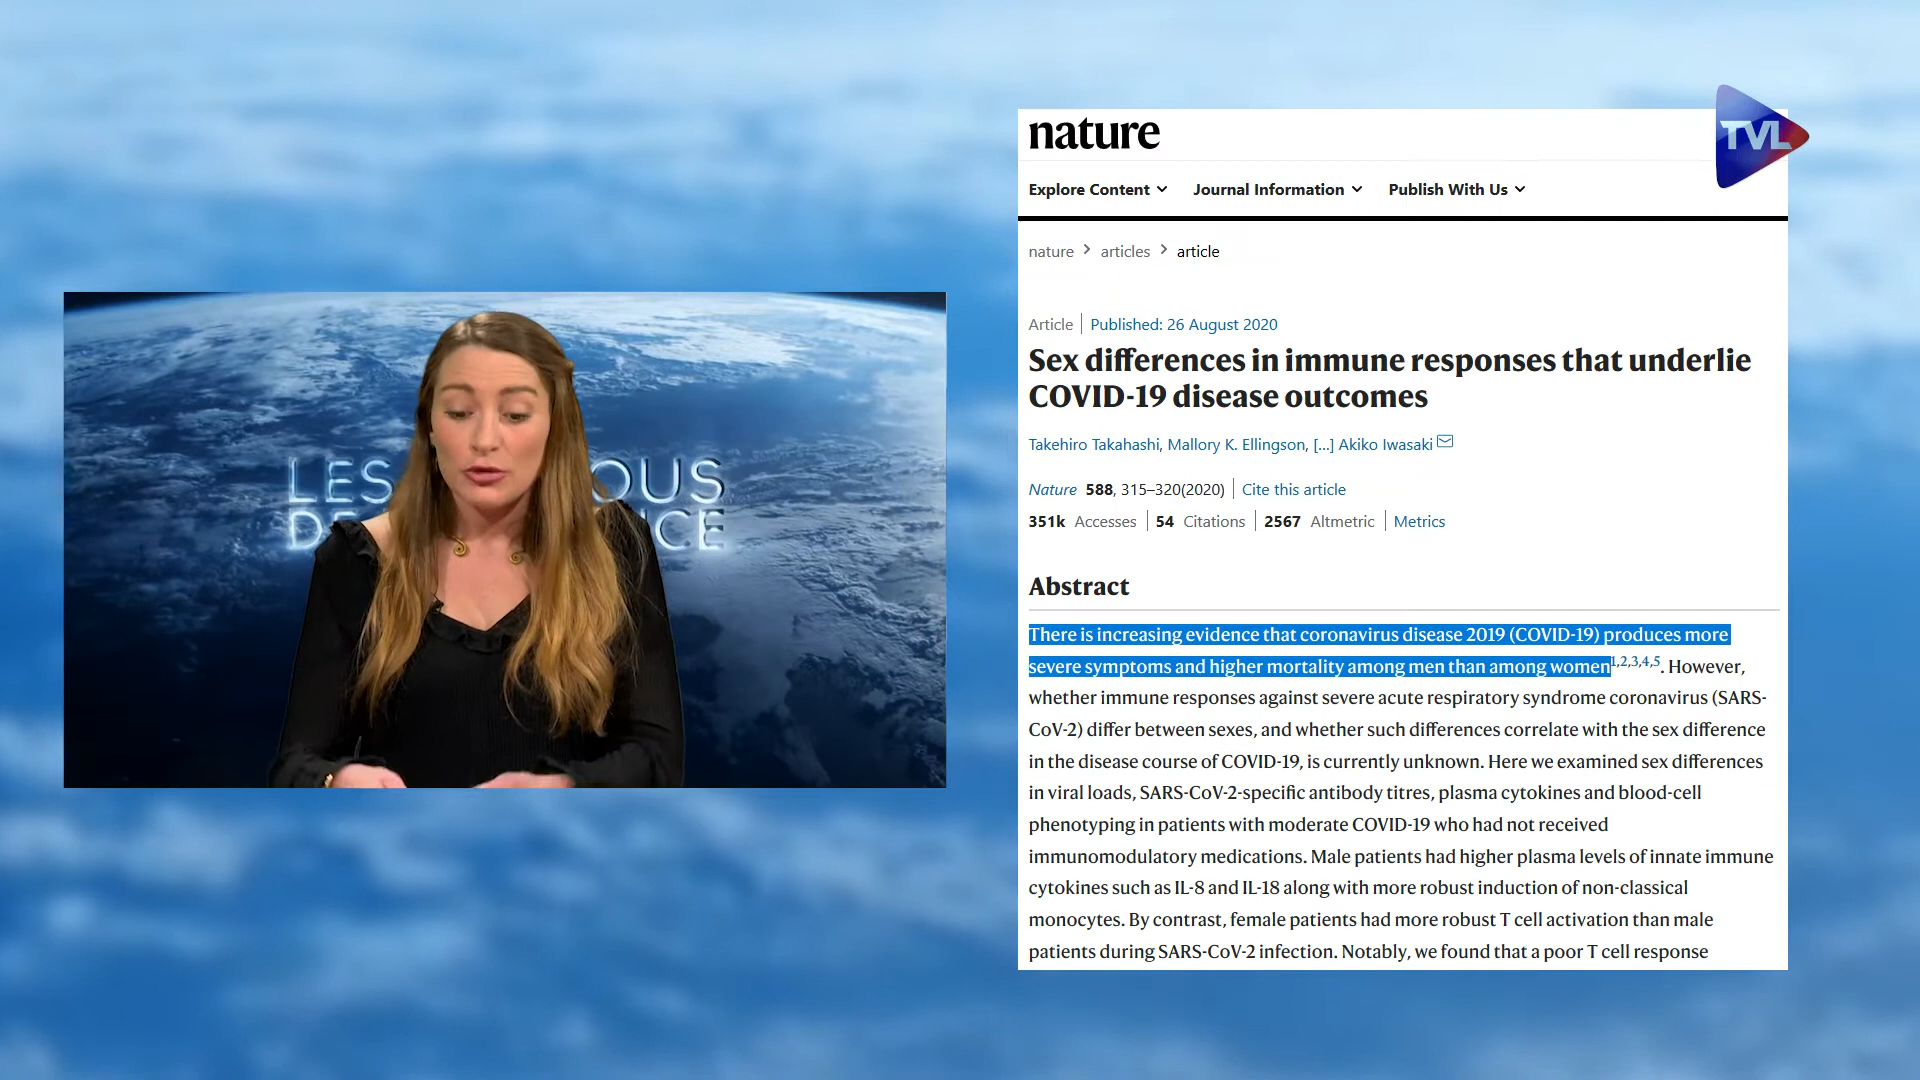 LES OUS
DE CE
TVL
nature
Explore Content Journal Information Publish With Us
nature > articles > article
Article | Published: 26 August 2020
Sex differences in immune responses that underlie
COVID-19 disease outcomes
Takehiro Takahashi, Mallory K. Ellingson, [...] Akiko Iwasaki
Nature 588, 315–320(2020) | Cite this article
351k Accesses | 54 Citations | 2567 Altmetric | Metrics
Abstract
There is increasing evidence that coronavirus disease 2019 (COVID-19) produces more
severe symptoms and higher mortality among men than among women1,2,3,4,5. However,
whether immune responses against severe acute respiratory syndrome coronavirus (SARS-
CoV-2) differ between sexes, and whether such differences correlate with the sex difference
in the disease course of COVID-19, is currently unknown. Here we examined sex differences
in viral loads, SARS-CoV-2-specific antibody titres, plasma cytokines and blood-cell
phenotyping in patients with moderate COVID-19 who had not received
immunomodulatory medications. Male patients had higher plasma levels of innate immune
cytokines such as IL-8 and IL-18 along with more robust induction of non-classical
monocytes. By contrast, female patients had more robust T cell activation than male
patients during SARS-CoV-2 infection. Notably, we found that a poor T cell response